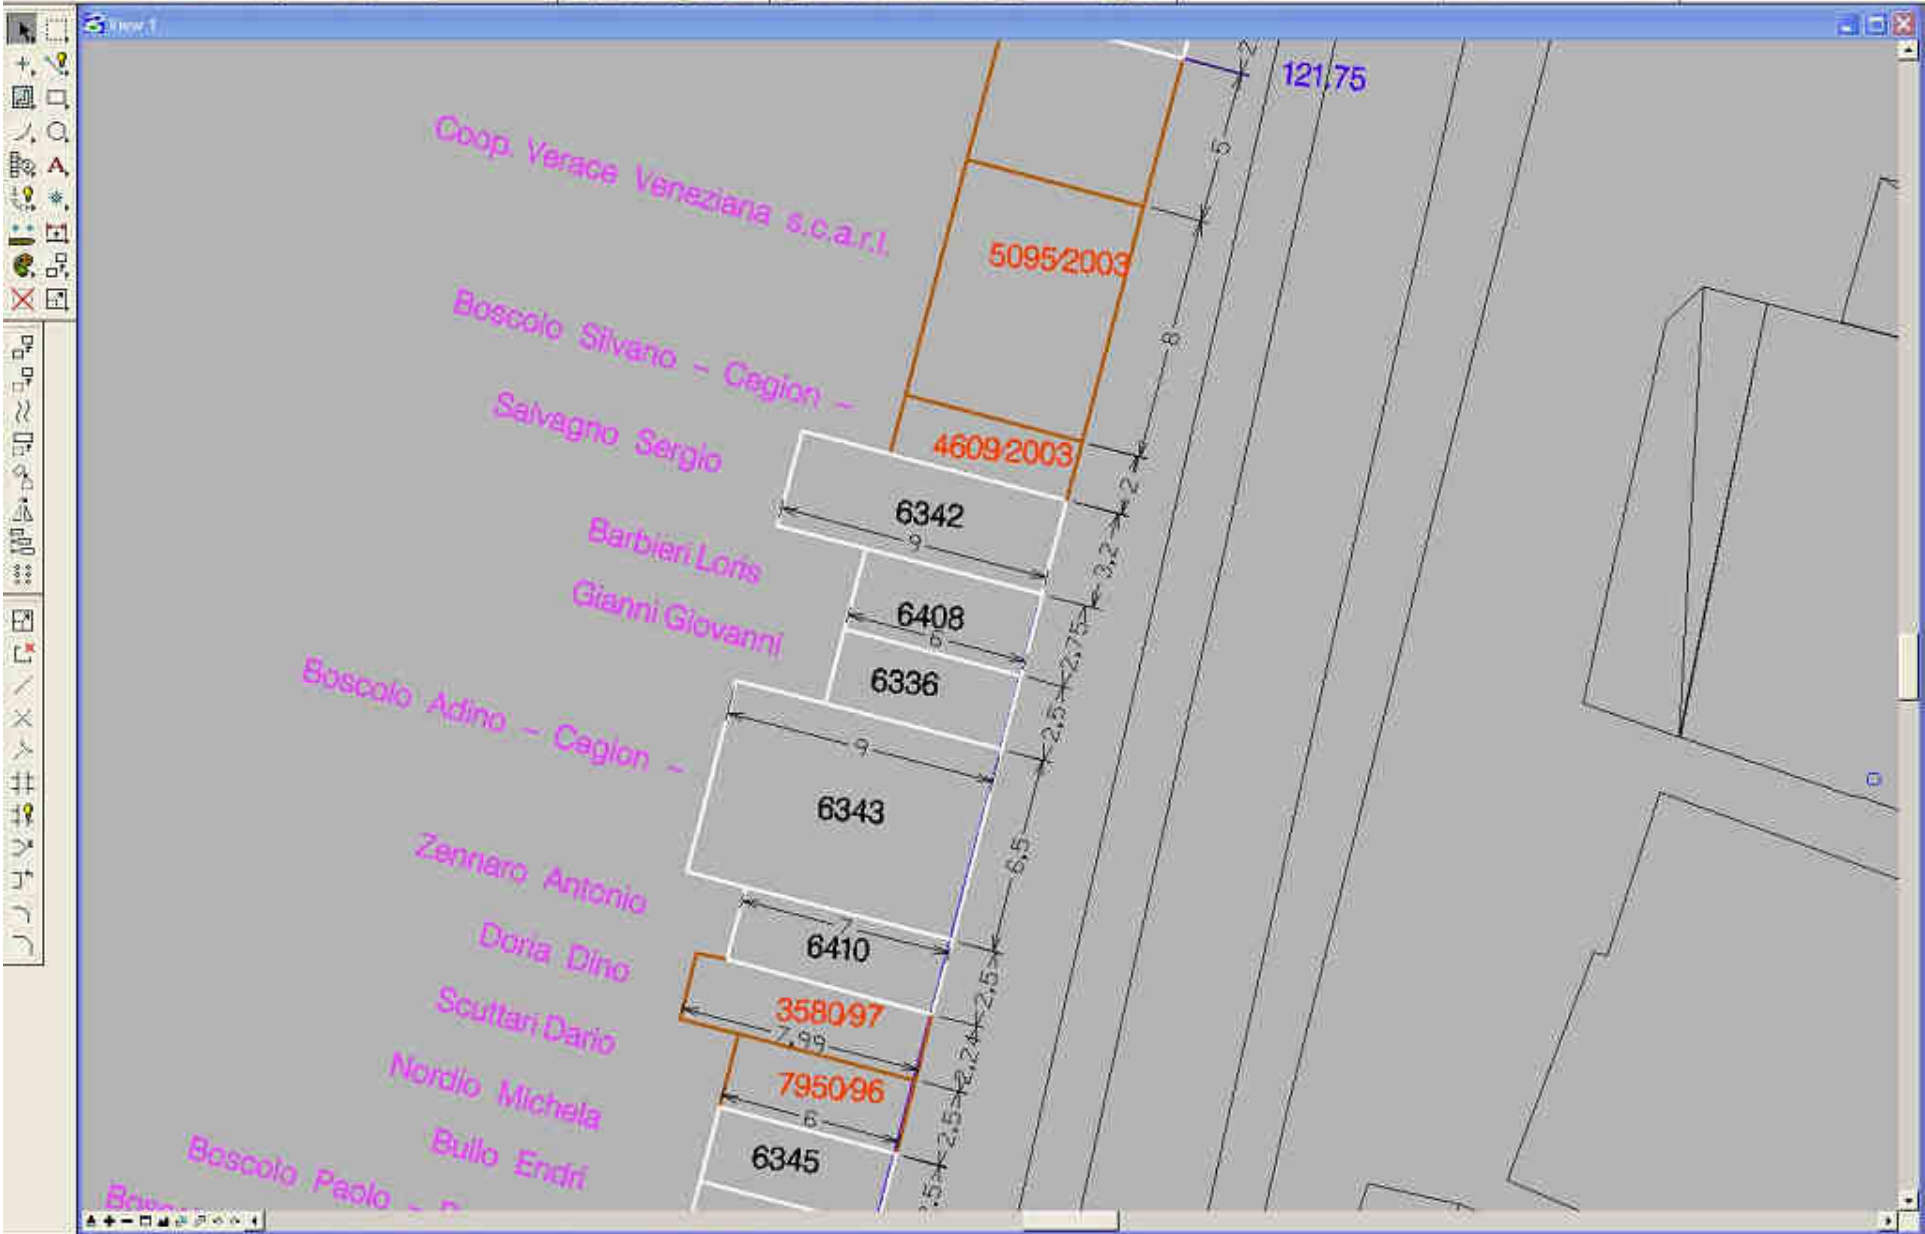 View 1
121.75
5
Coop. Verace Veneziana s.c.a.r.l.
5095/2003
8
Boscolo Silvano - Cegion -
4609/2003
2
Salvagno Sergio
6342
9
3,2
Barbieri Loris
6408
6
2,75
Gianni Giovanni
6336
2,5
Boscolo Adino - Cegion -
9
6343
6,5
Zennaro Antonio
7
6410
2,5
Doria Dino
3580/97
7,99
2,24
Scuttari Dario
7950/96
6
2,5
Nordio Michela
6345
Bullo Endri
Boscolo Paolo -